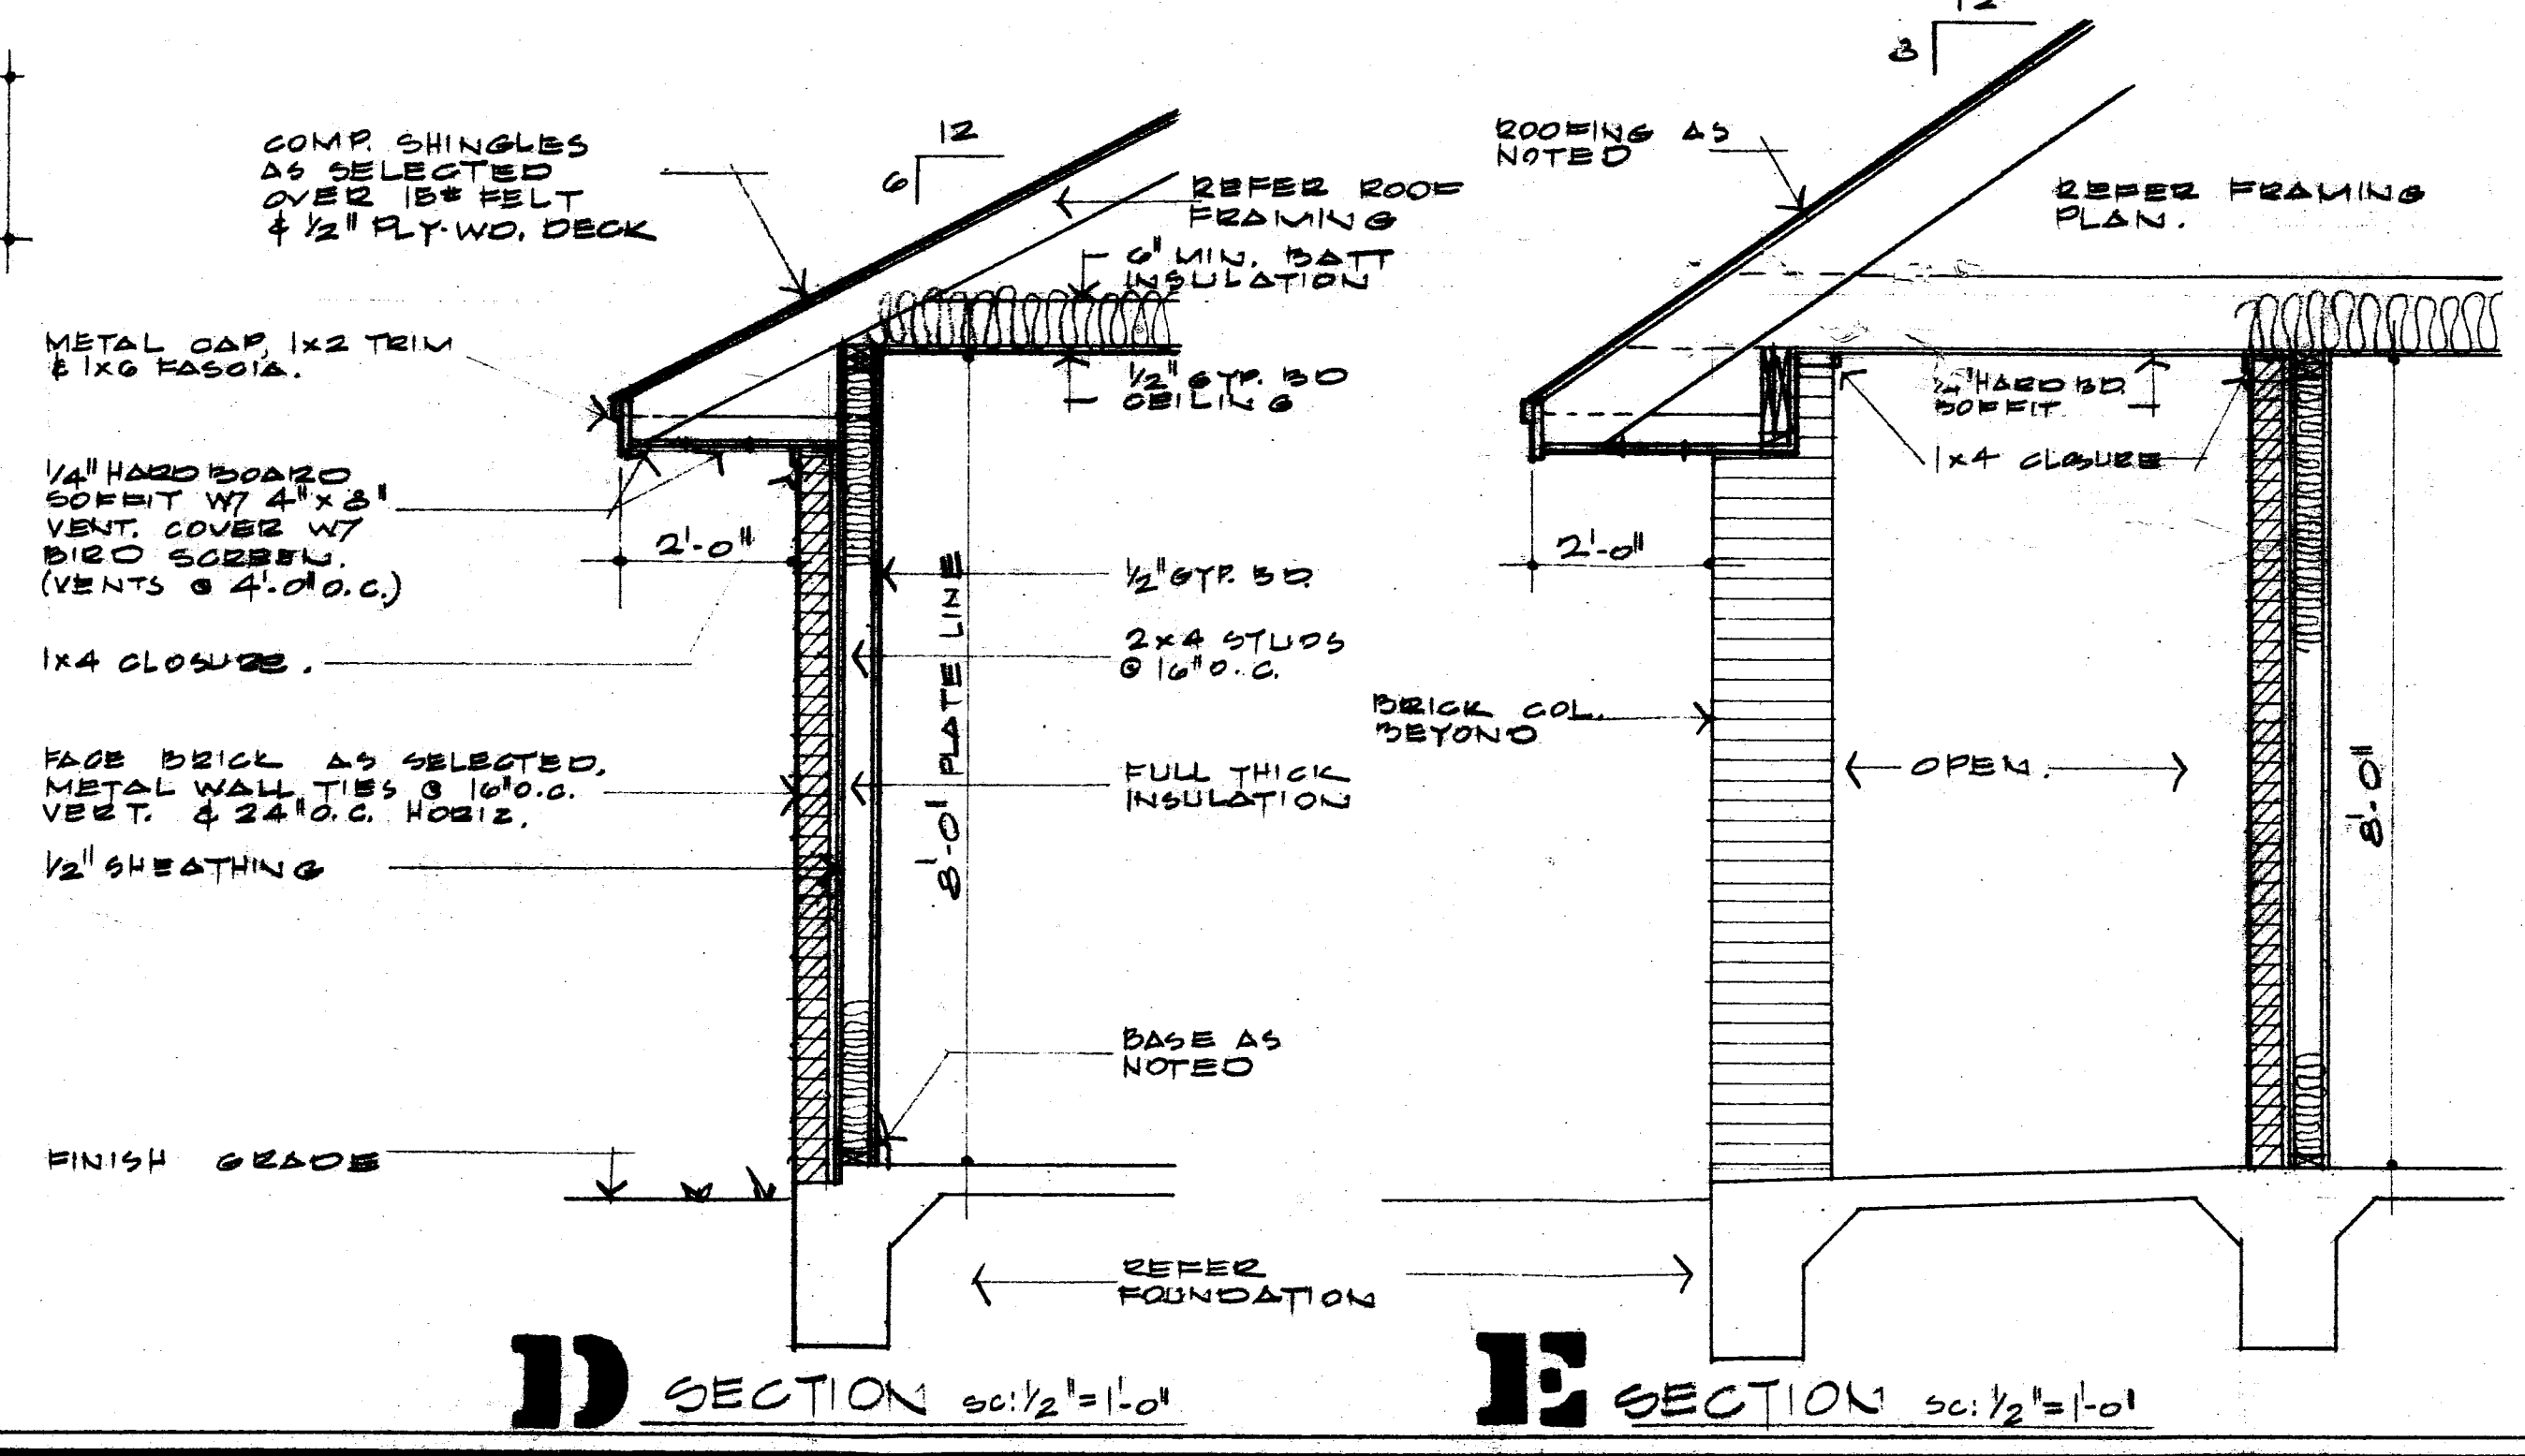 COMP. SHINGLES
AS SELECTED
OVER 15# FELT
& 1/2" PLY-WD. DECK
12
6
REFER ROOF
FRAMING
6" MIN. BATT
INSULATION
METAL CAP, 1x2 TRIM
& 1x6 FASCIA.
1/2" GYP. BD
CEILING
1/4" HARDBOARD
SOFFIT W/ 4" x 8"
VENT. COVER W/
BIRD SCREEN.
(VENTS @ 4'-0" O.C.)
2'-0"
1/2" GYP. BD.
1x4 CLOSURE.
2x4 STUDS
@ 16" O.C.
8'-0" PLATE LINE
FACE BRICK AS SELECTED,
METAL WALL TIES @ 16" O.C.
VERT. & 24" O.C. HORIZ.
FULL THICK
INSULATION
1/2" SHEATHING
BASE AS
NOTED
FINISH GRADE
REFER
FOUNDATION
D SECTION SC: 1/2" = 1'-0"
12
8
ROOFING AS
NOTED
REFER FRAMING
PLAN.
1/4" HARD BD.
SOFFIT
1x4 CLOSURE
2'-0"
BRICK COL.
BEYOND
OPEN.
8'-0"
E SECTION SC: 1/2" = 1'-0"